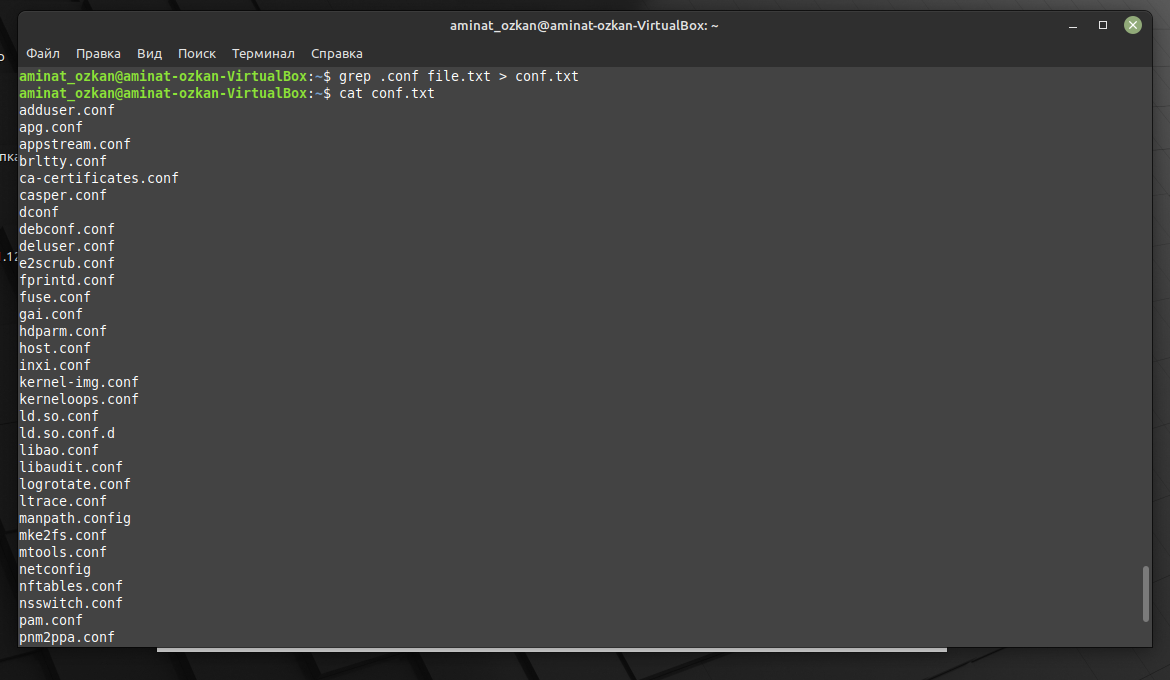 aminat_ozkan@aminat-ozkan-VirtualBox: ~
Файл Правка Вид Поиск Терминал Справка
aminat_ozkan@aminat-ozkan-VirtualBox:~$ grep .conf file.txt > conf.txt
aminat_ozkan@aminat-ozkan-VirtualBox:~$ cat conf.txt
adduser.conf
apg.conf
appstream.conf
brltty.conf
ca-certificates.conf
casper.conf
dconf
debconf.conf
deluser.conf
e2scrub.conf
fprintd.conf
fuse.conf
gai.conf
hdparm.conf
host.conf
inxi.conf
kernel-img.conf
kerneloops.conf
ld.so.conf
ld.so.conf.d
libao.conf
libaudit.conf
logrotate.conf
ltrace.conf
manpath.config
mke2fs.conf
mtools.conf
netconfig
nftables.conf
nsswitch.conf
pam.conf
pnm2ppa.conf